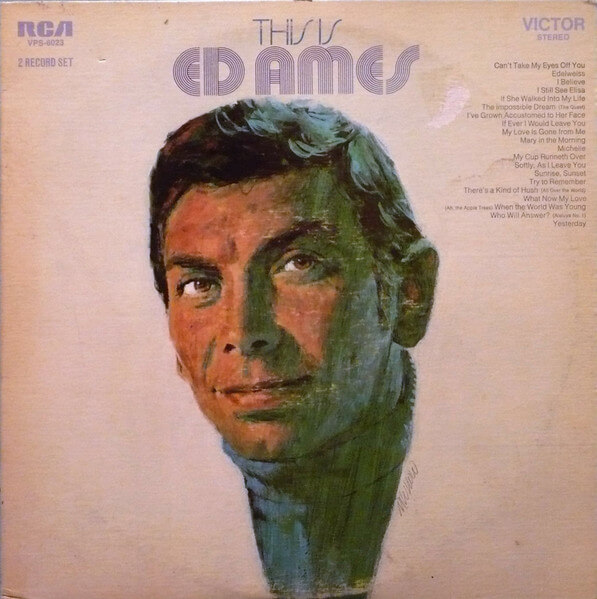 RCA
VPS-6023
2 RECORD SET
THIS IS
ED AMES
VICTOR
STEREO
Can't Take My Eyes Off You
Edelweiss
I Believe
I Still See Elisa
If She Walked Into My Life
The Impossible Dream (The Quest)
I've Grown Accustomed to Her Face
If Ever I Would Leave You
My Love Is Gone from Me
Mary in the Morning
Michelle
My Cup Runneth Over
Softly, As I Leave You
Sunrise, Sunset
Try to Remember
There's a Kind of Hush (All Over the World)
What Now My Love
(Ah, the Apple Trees) When the World Was Young
Who Will Answer? (Aleluya No. 1)
Yesterday